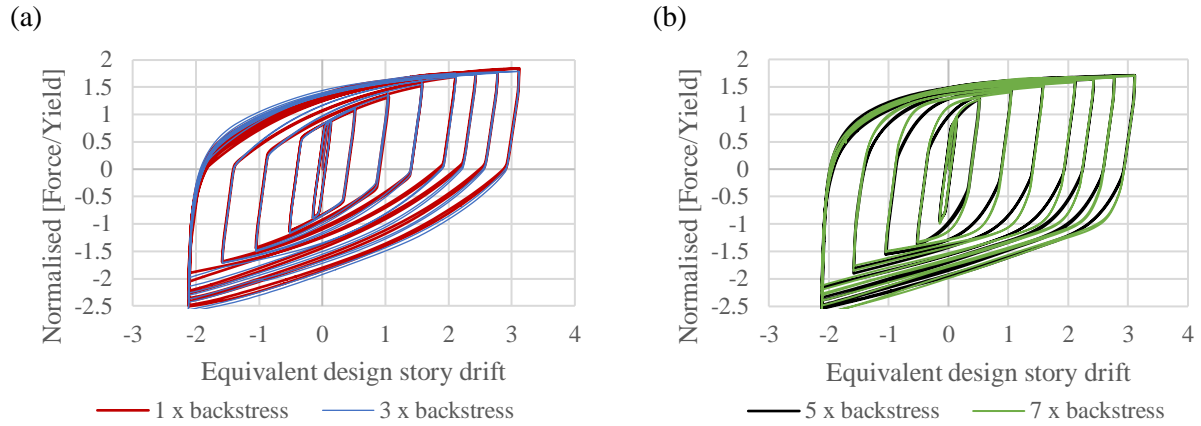 (a)
Normalised [Force/Yield]
2
1.5
1
0.5
0
-0.5
-1
-1.5
-2
-2.5
-3 -2 -1 0 1 2 3 4
Equivalent design story drift
1 x backstress 3 x backstress
(b)
Normalised [Force/Yield]
2
1.5
1
0.5
0
-0.5
-1
-1.5
-2
-2.5
-3 -2 -1 0 1 2 3 4
Equivalent design story drift
5 x backstress 7 x backstress